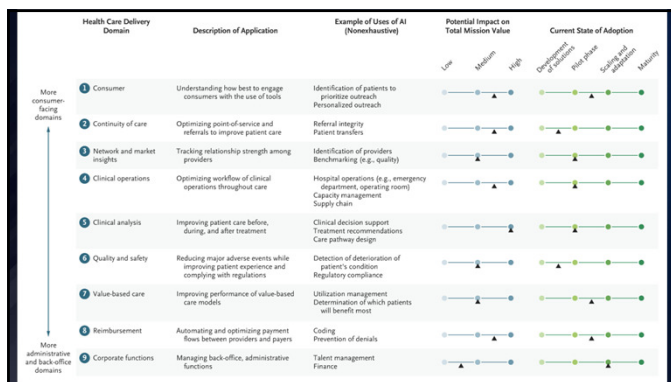 Health Care Delivery
Domain
Description of Application
Example of Uses of AI
(Nonexhaustive)
Potential Impact on
Total Mission Value
Current State of Adoption
Low
Medium
High
Development
of solutions
Pilot phase
Scaling and
adaptation
Maturity
More
consumer-
facing
domains
1 Consumer
Understanding how best to engage
consumers with the use of tools
Identification of patients to
prioritize outreach
Personalized outreach
2 Continuity of care
Optimizing point-of-service and
referrals to improve patient care
Referral integrity
Patient transfers
3 Network and market
insights
Tracking relationship strength among
providers
Identification of providers
Benchmarking (e.g., quality)
4 Clinical operations
Optimizing workflow of clinical
operations throughout care
Hospital operations (e.g., emergency
department, operating room)
Capacity management
Supply chain
5 Clinical analysis
Improving patient care before,
during, and after treatment
Clinical decision support
Treatment recommendations
Care pathway design
6 Quality and safety
Reducing major adverse events while
improving patient experience and
complying with regulations
Detection of deterioration of
patient's condition
Regulatory compliance
7 Value-based care
Improving performance of value-based
care models
Utilization management
Determination of which patients
will benefit most
8 Reimbursement
Automating and optimizing payment
flows between providers and payers
Coding
Prevention of denials
9 Corporate functions
Managing back-office, administrative
functions
Talent management
Finance
More
administrative
and back-office
domains